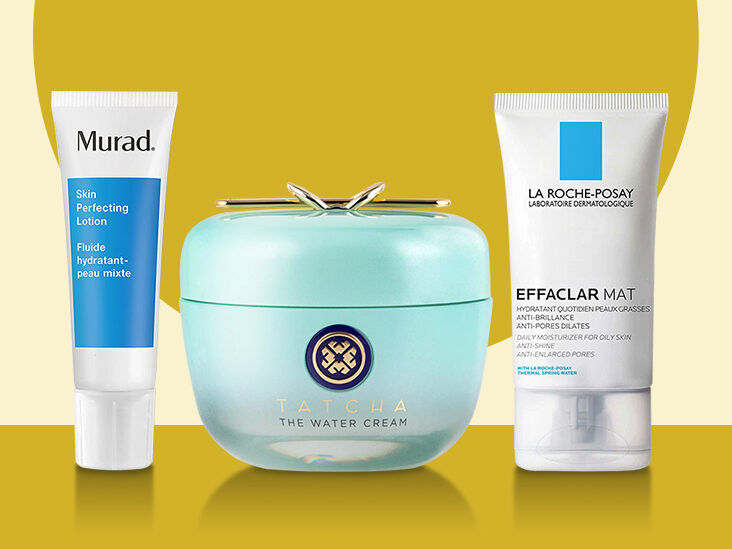 Murad.
Skin
Perfecting
Lotion
Fluide
hydratant-
peau mixte
TATCHA
THE WATER CREAM
LA ROCHE-POSAY
LABORATOIRE DERMATOLOGIQUE
EFFACLAR MAT
HYDRATANT QUOTIDIEN PEAUX GRASSES
ANTI-BRILLANCE
ANTI-PORES DILATÉS
DAILY MOISTURIZER FOR OILY SKIN
ANTI-SHINE
ANTI-ENLARGED PORES
WITH LA ROCHE-POSAY
THERMAL SPRING WATER